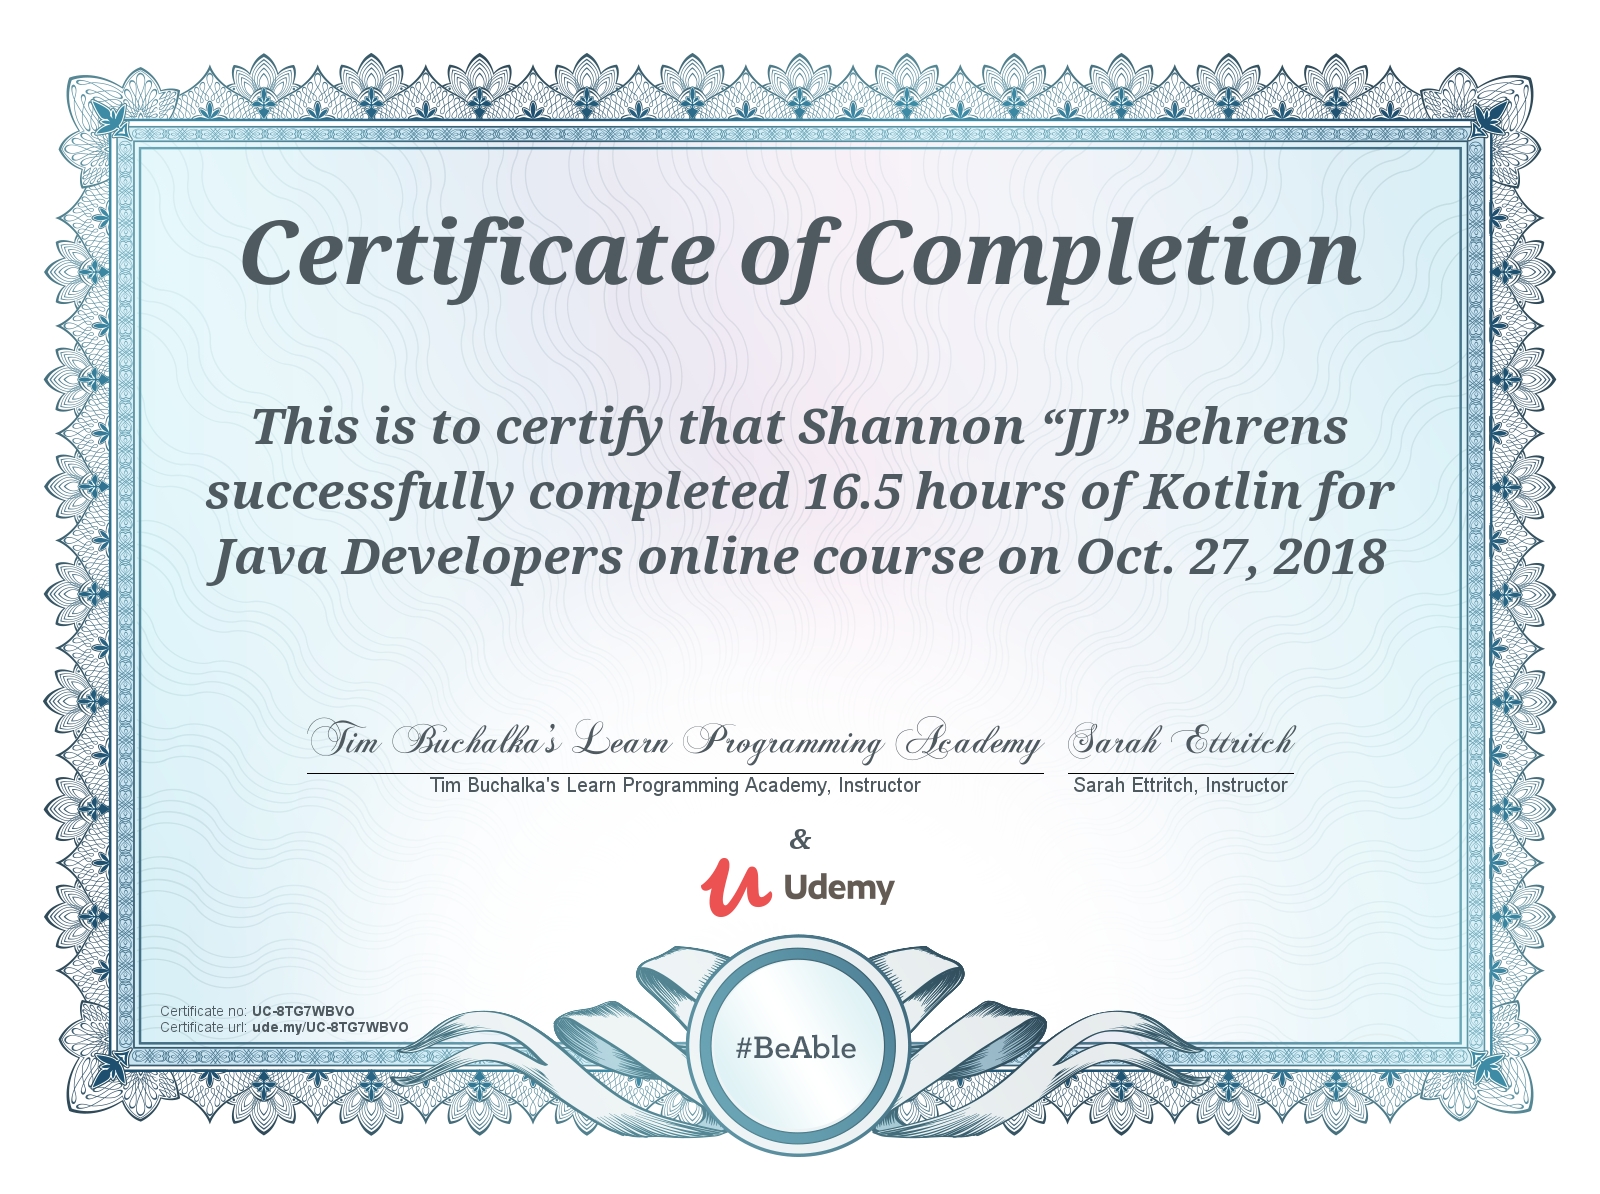 Certificate of Completion
This is to certify that Shannon “JJ” Behrens
successfully completed 16.5 hours of Kotlin for
Java Developers online course on Oct. 27, 2018
Tim Buchalka's Learn Programming Academy Sarah Ettritch
Tim Buchalka's Learn Programming Academy, Instructor Sarah Ettritch, Instructor
&
Udemy
Certificate no: UC-8TG7WBVO
Certificate url: ude.my/UC-8TG7WBVO
#BeAble